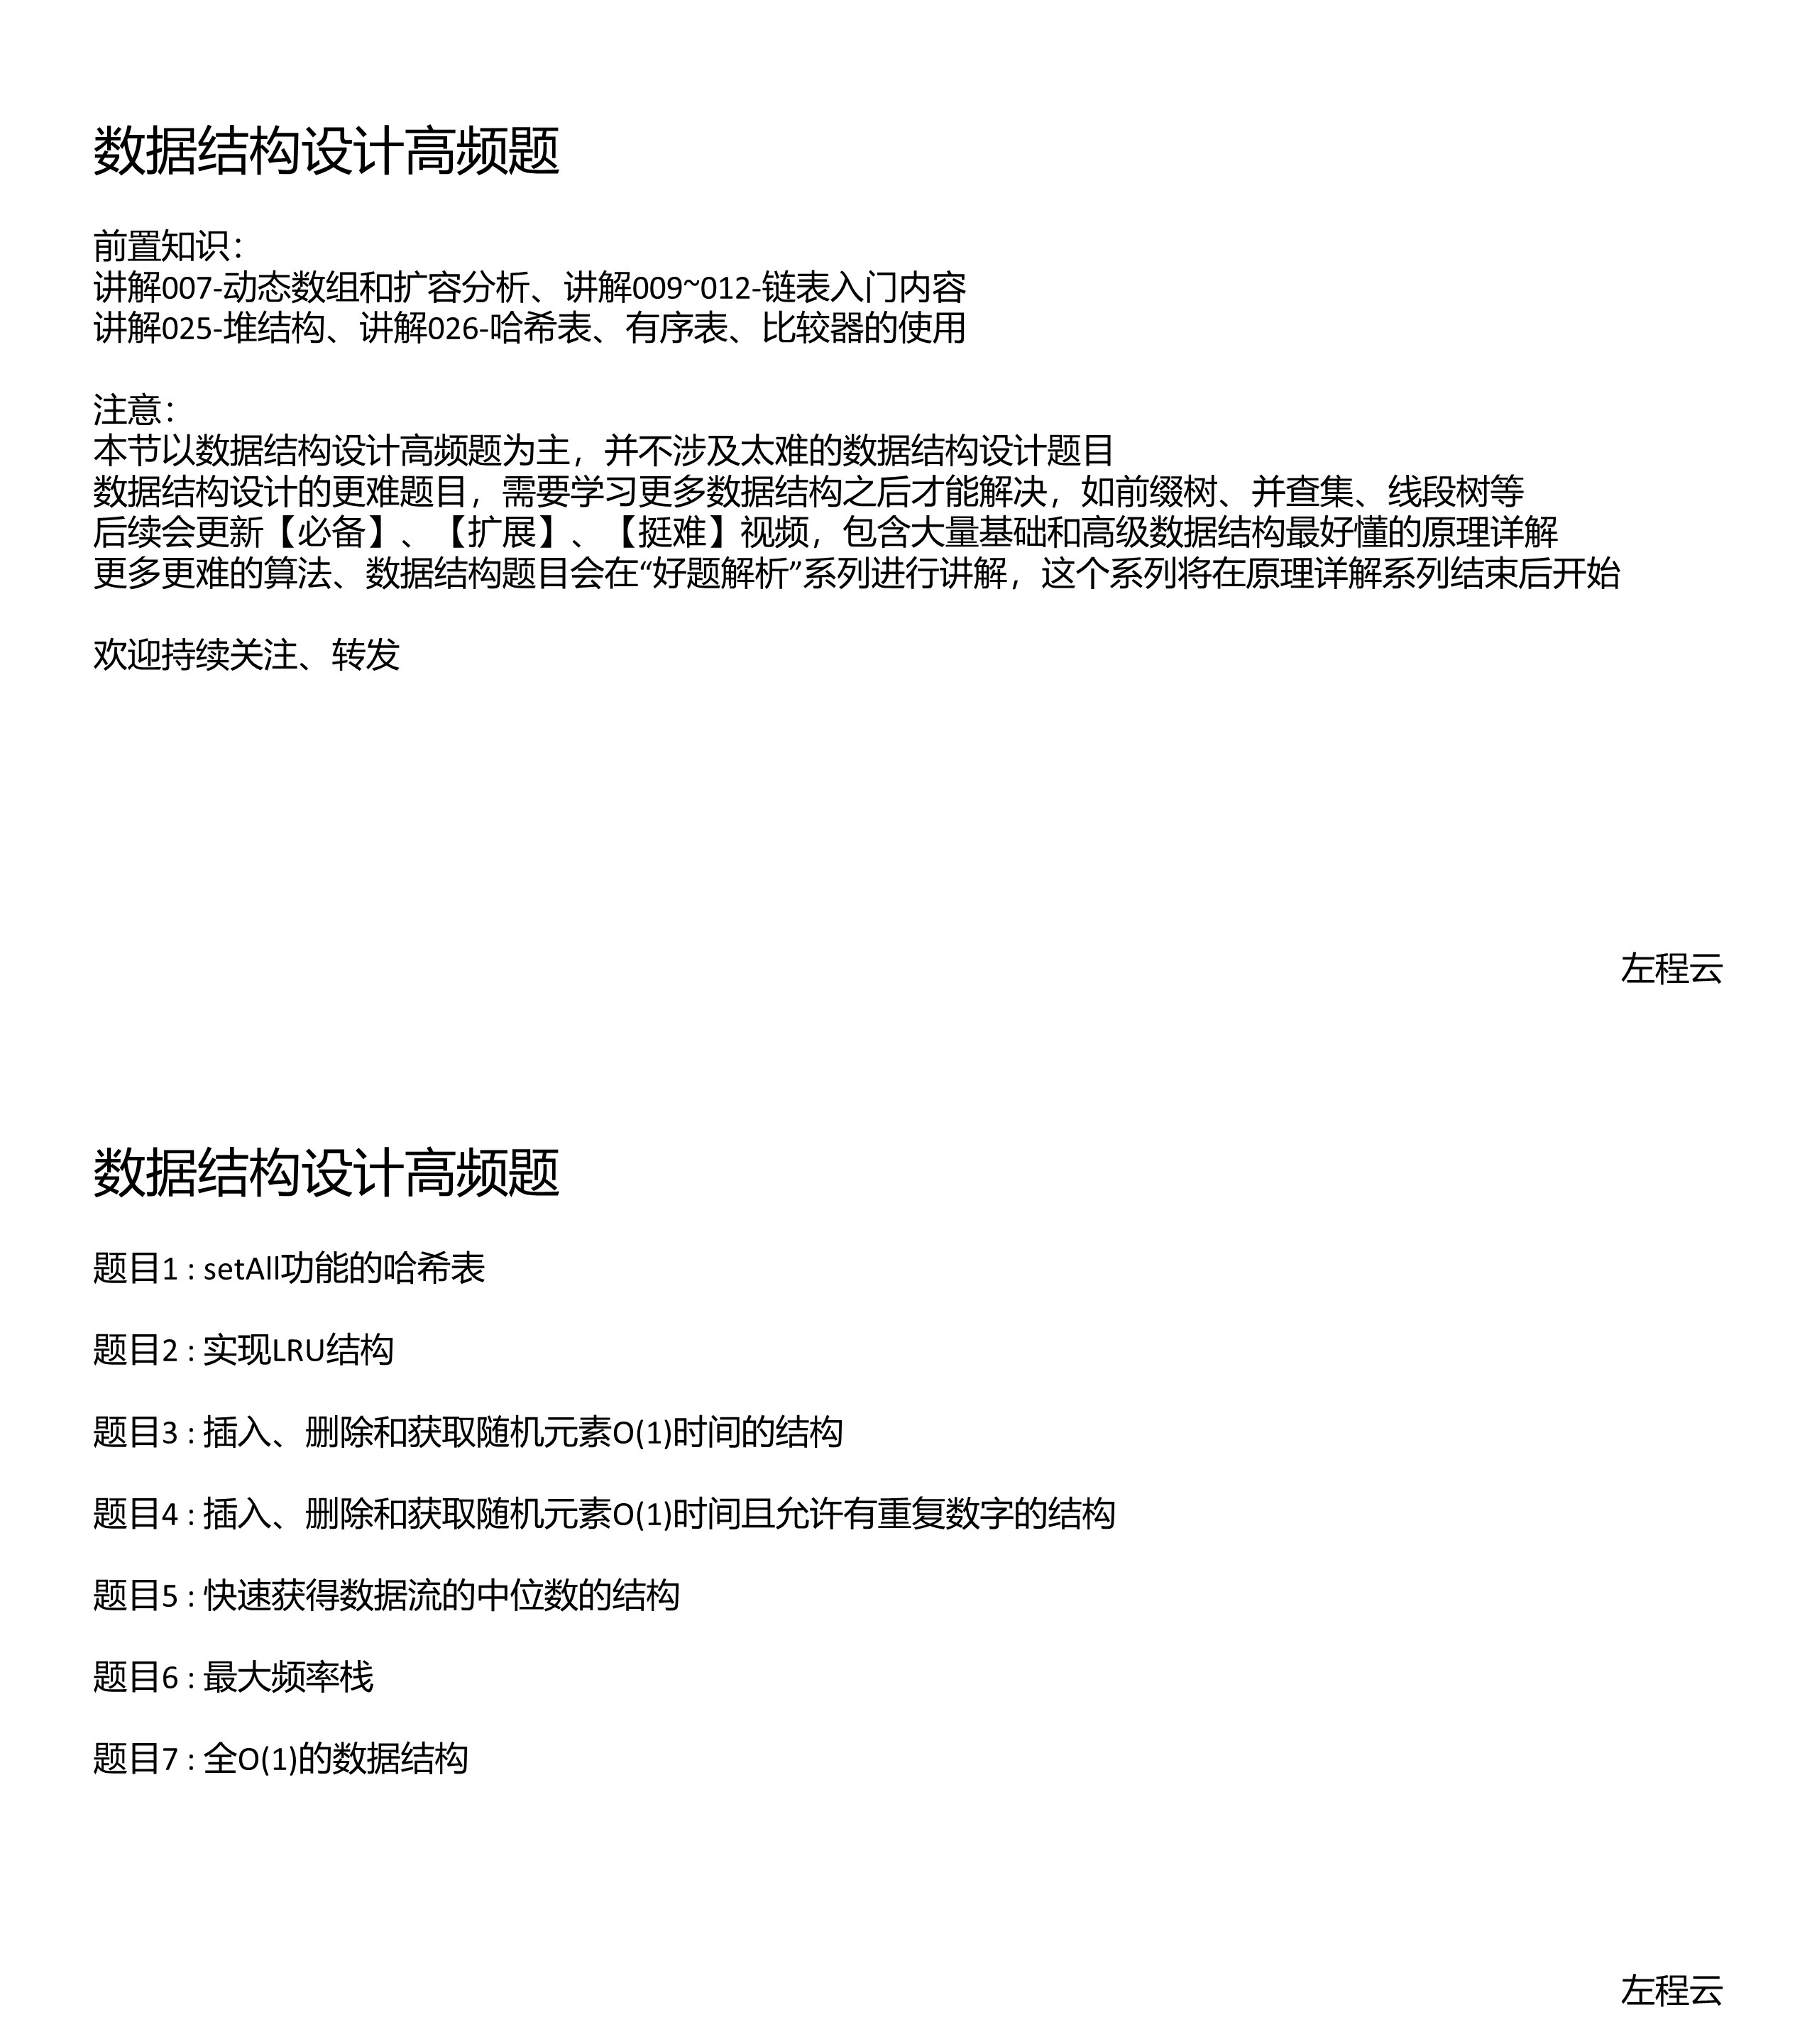 数据结构设计高频题
前置知识：
讲解007-动态数组和扩容分析、讲解009~012-链表入门内容
讲解025-堆结构、讲解026-哈希表、有序表、比较器的使用
注意：
本节以数据结构设计高频题为主，并不涉及太难的数据结构设计题目
数据结构设计的更难题目，需要学习更多数据结构之后才能解决，如前缀树、并查集、线段树等
后续会更新【必备】、【扩展】、【挺难】视频，包含大量基础和高级数据结构最好懂的原理详解
更多更难的算法、数据结构题目会在“好题解析”系列进行讲解，这个系列将在原理详解系列结束后开始
欢迎持续关注、转发
左程云
数据结构设计高频题
题目1 : setAll功能的哈希表
题目2 : 实现LRU结构
题目3 : 插入、删除和获取随机元素O(1)时间的结构
题目4 : 插入、删除和获取随机元素O(1)时间且允许有重复数字的结构
题目5 : 快速获得数据流的中位数的结构
题目6 : 最大频率栈
题目7 : 全O(1)的数据结构
左程云